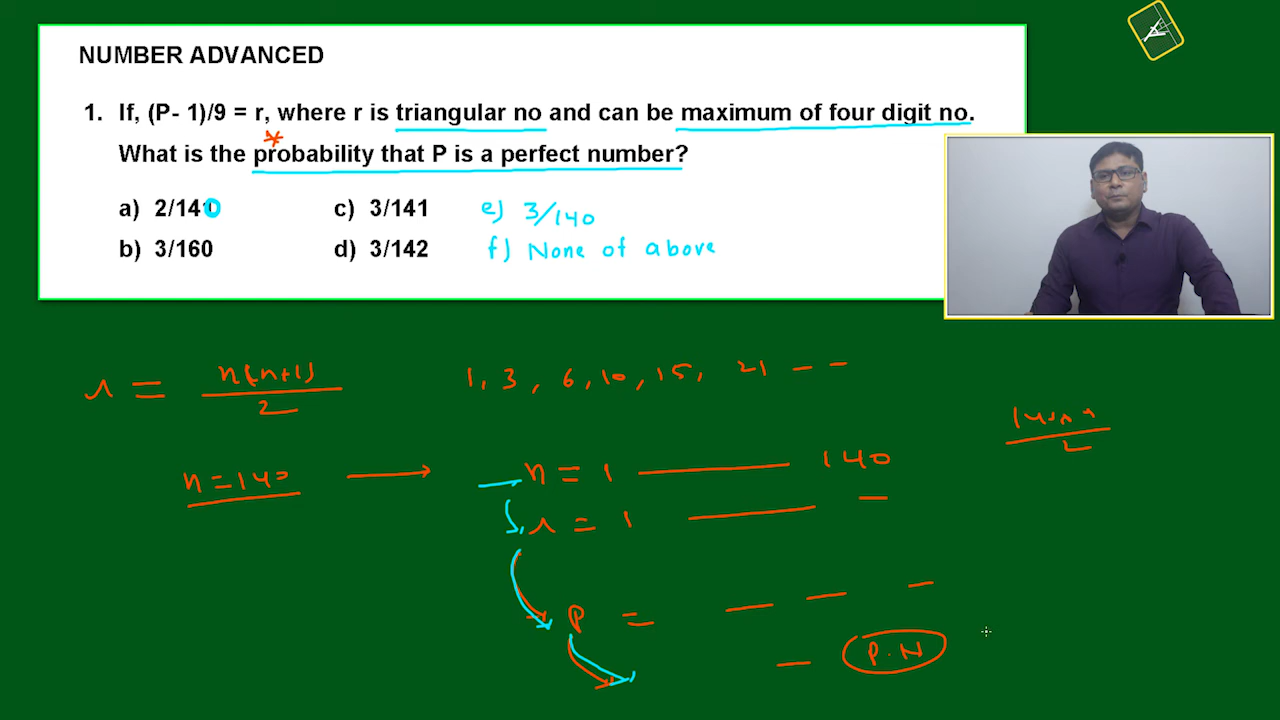 NUMBER ADVANCED
1. If, (P- 1)/9 = r, where r is triangular no and can be maximum of four digit no.
What is the probability that P is a perfect number?
a) 2/140 c) 3/141 e) 3/140
b) 3/160 d) 3/142 f) None of above
r = n(n+1)/2 1, 3, 6, 10, 15, 21 – –
n=140 → n = 1 — 140
r = 1 — –
P = — — –
— P.N